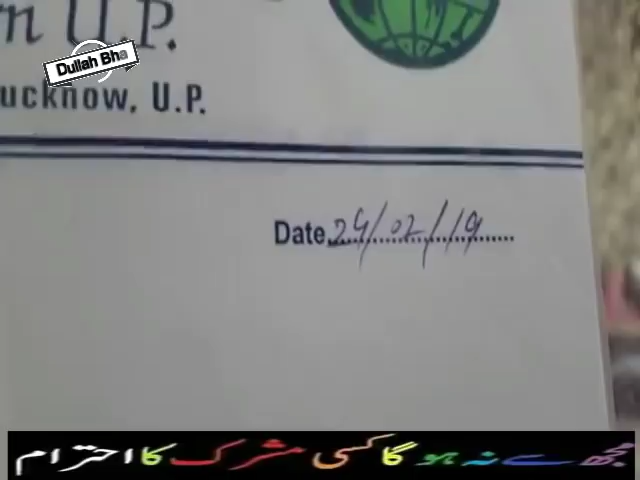 n U.P.
Dullah Bha
ucknow, U.P.
Date 24/02/19
مجھ سے نہ ہو گا کسی مشرک کا احترام